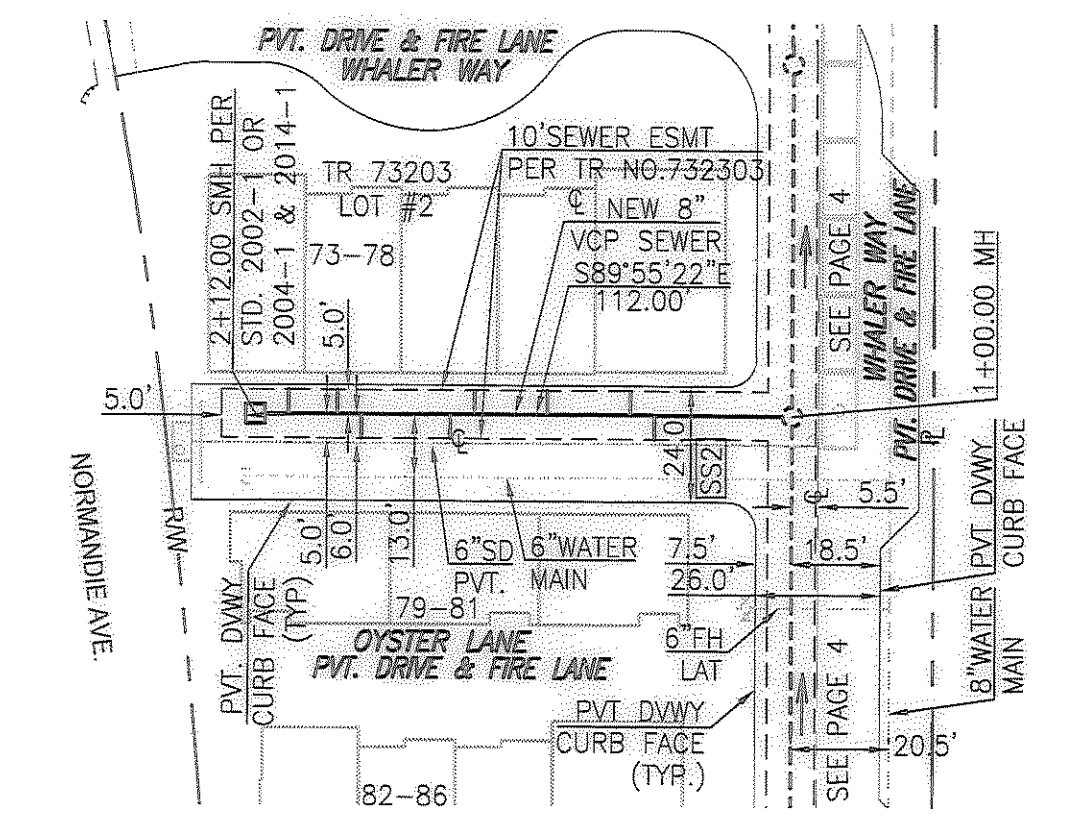 PVT. DRIVE & FIRE LANE
WHALER WAY
2+12.00 SMH PER
STD. 2002-1 OR
2004-1 & 2014-1
TR 73203
LOT #2
73-78
5.0'
10'SEWER ESMT
PER TR NO.732303
℄ NEW 8"
VCP SEWER
S89°55'22"E
112.00'
SEE PAGE 4
WHALER WAY
PVT. DRIVE & FIRE LANE
1+00.00 MH
5.0'
℄
24.0'
SS2
PL
NORMANDIE AVE.
R/W
5.0'
6.0'
13.0'
6"SD
PVT.
6"WATER
MAIN
℄
5.5'
7.5'
18.5'
26.0'
79-81
OYSTER LANE
PVT. DRIVE & FIRE LANE
PVT. DVWY
CURB FACE
(TYP)
6"FH
LAT
PVT DVWY
CURB FACE
8"WATER
MAIN
PVT DVWY
CURB FACE
(TYP.)
SEE PAGE 4
20.5'
82-86